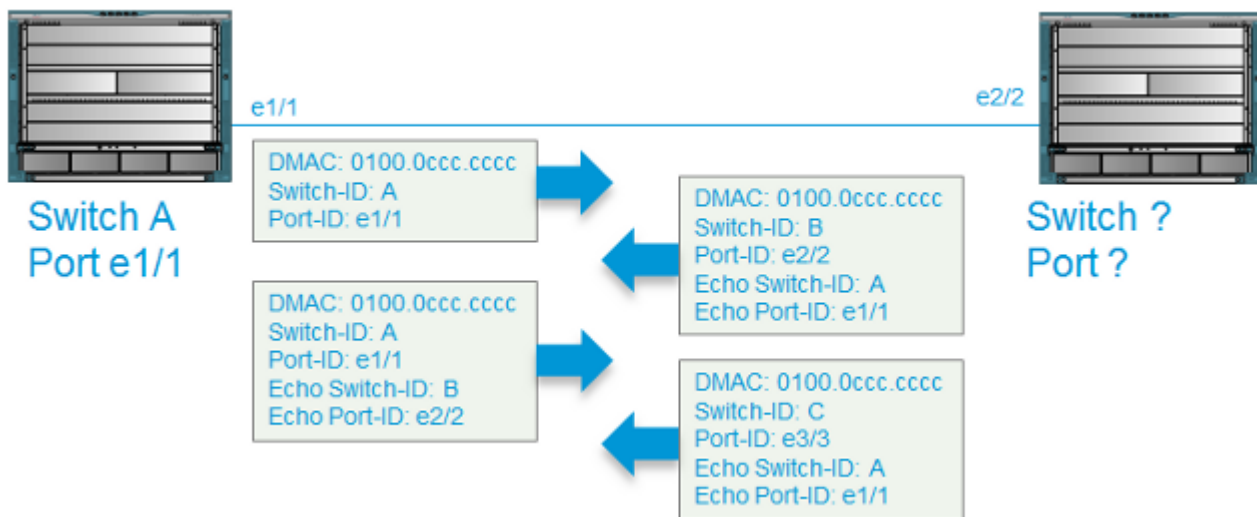 e1/1
e2/2
Switch A
Port e1/1
DMAC: 0100.0ccc.cccc
Switch-ID: A
Port-ID: e1/1
DMAC: 0100.0ccc.cccc
Switch-ID: B
Port-ID: e2/2
Echo Switch-ID: A
Echo Port-ID: e1/1
Switch ?
Port ?
DMAC: 0100.0ccc.cccc
Switch-ID: A
Port-ID: e1/1
Echo Switch-ID: B
Echo Port-ID: e2/2
DMAC: 0100.0ccc.cccc
Switch-ID: C
Port-ID: e3/3
Echo Switch-ID: A
Echo Port-ID: e1/1